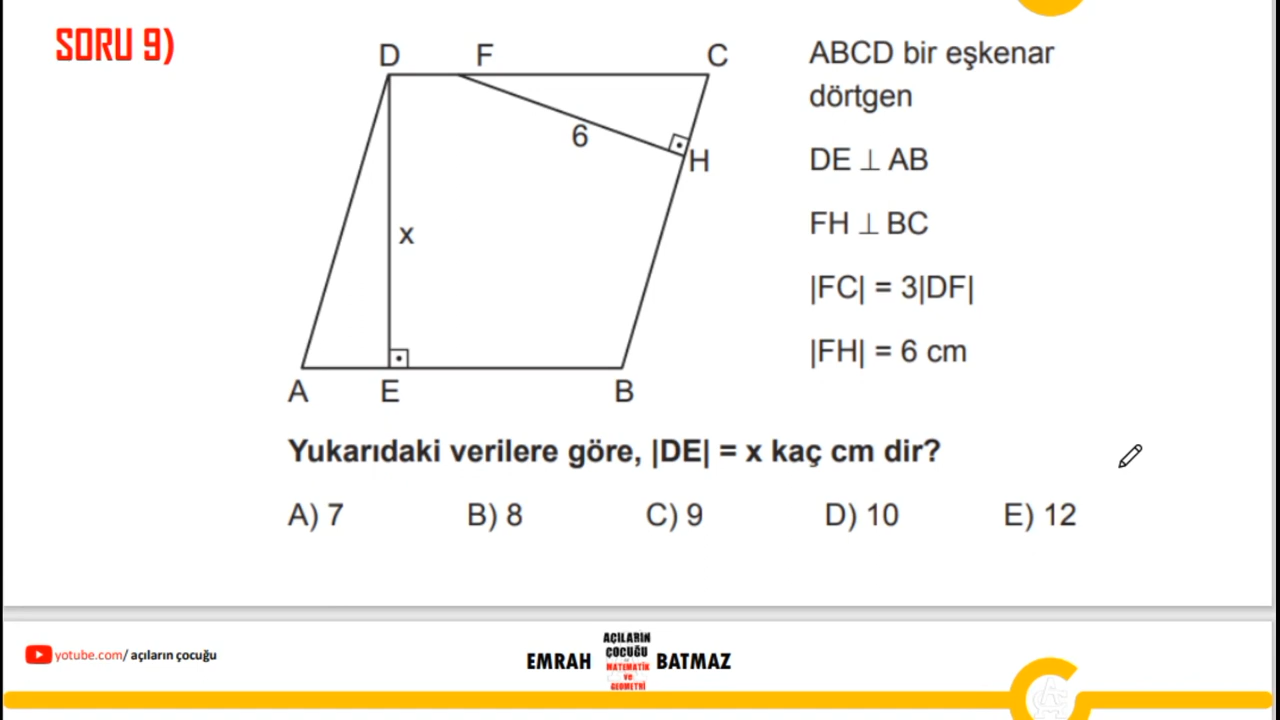 SORU 9)
D F C
6
H
x
A E B
ABCD bir eşkenar
dörtgen
DE ⊥ AB
FH ⊥ BC
|FC| = 3|DF|
|FH| = 6 cm
Yukarıdaki verilere göre, |DE| = x kaç cm dir?
A) 7 B) 8 C) 9 D) 10 E) 12
yotube.com/ açıların çocuğu
EMRAH
AÇILARIN
ÇOCUĞU
MATEMATİK
ve
GEOMETRİ
BATMAZ